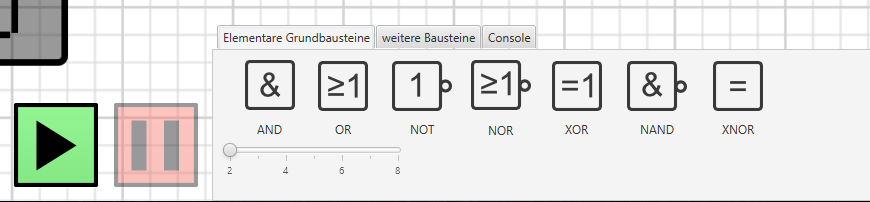 Elementare Grundbausteine weitere Bausteine Console
& ≥1 1 ≥1 =1 & =
AND OR NOT NOR XOR NAND XNOR
2 4 6 8